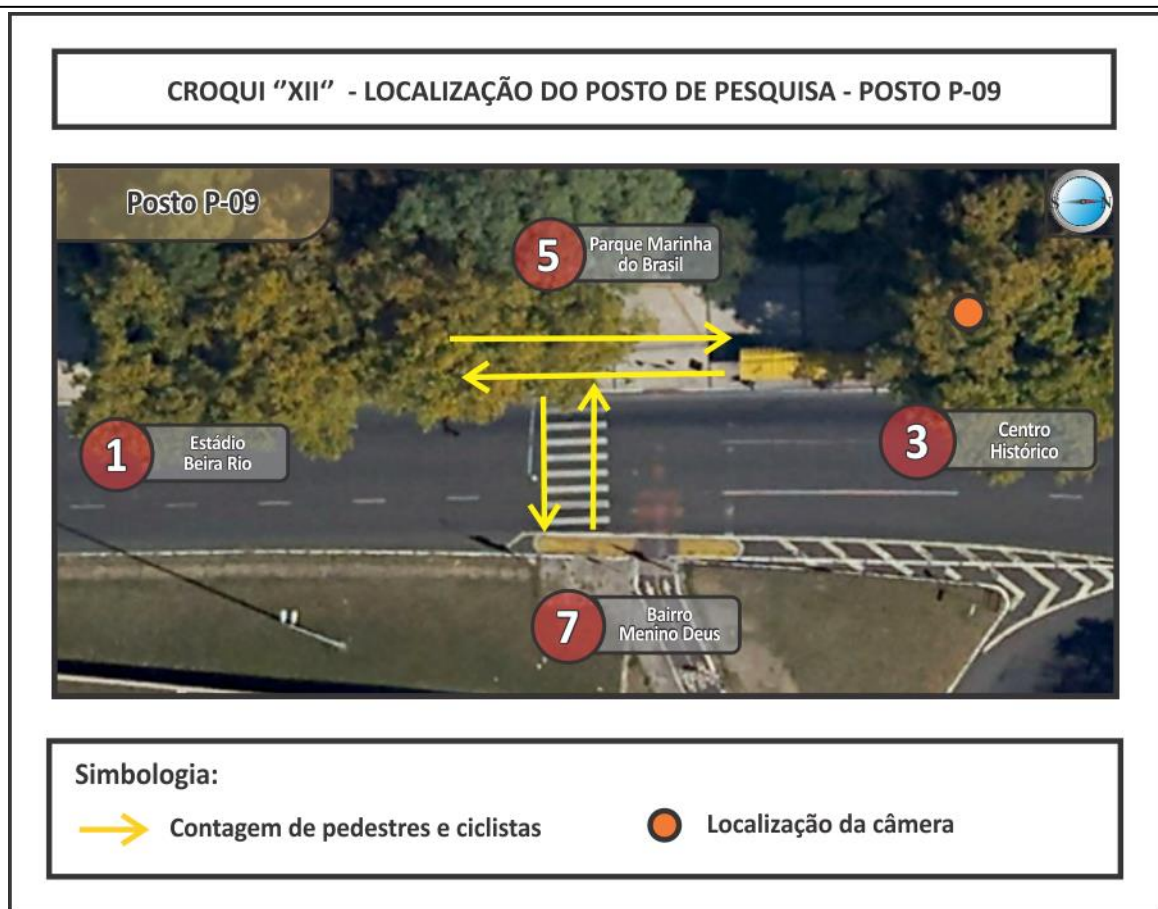 CROQUI ‘’XII‘’ - LOCALIZAÇÃO DO POSTO DE PESQUISA - POSTO P-09
Posto P-09
N
5
Parque Marinha
do Brasil
1
Estádio
Beira Rio
3
Centro
Histórico
7
Bairro
Menino Deus
Simbologia:
Contagem de pedestres e ciclistas
Localização da câmera